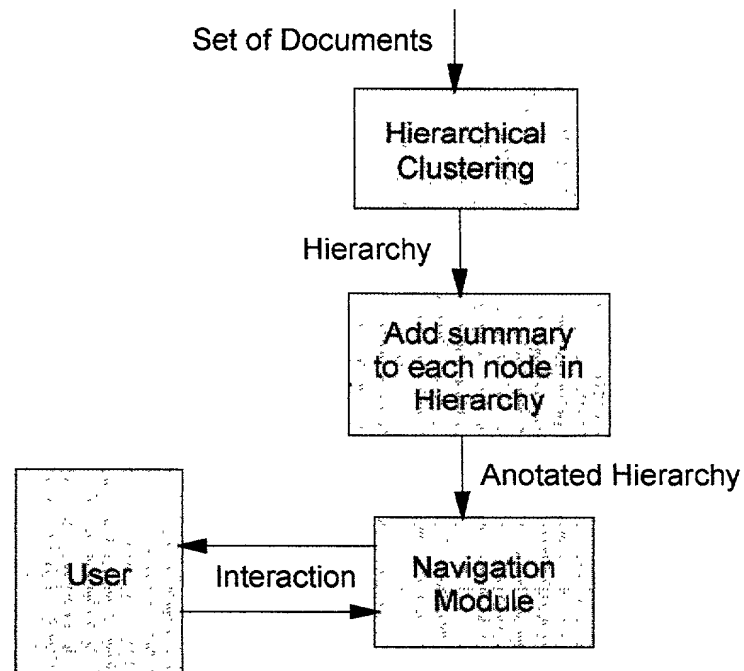 Set of Documents
Hierarchical
Clustering
Hierarchy
Add summary
to each node in
Hierarchy
Anotated Hierarchy
User
Interaction
Navigation
Module